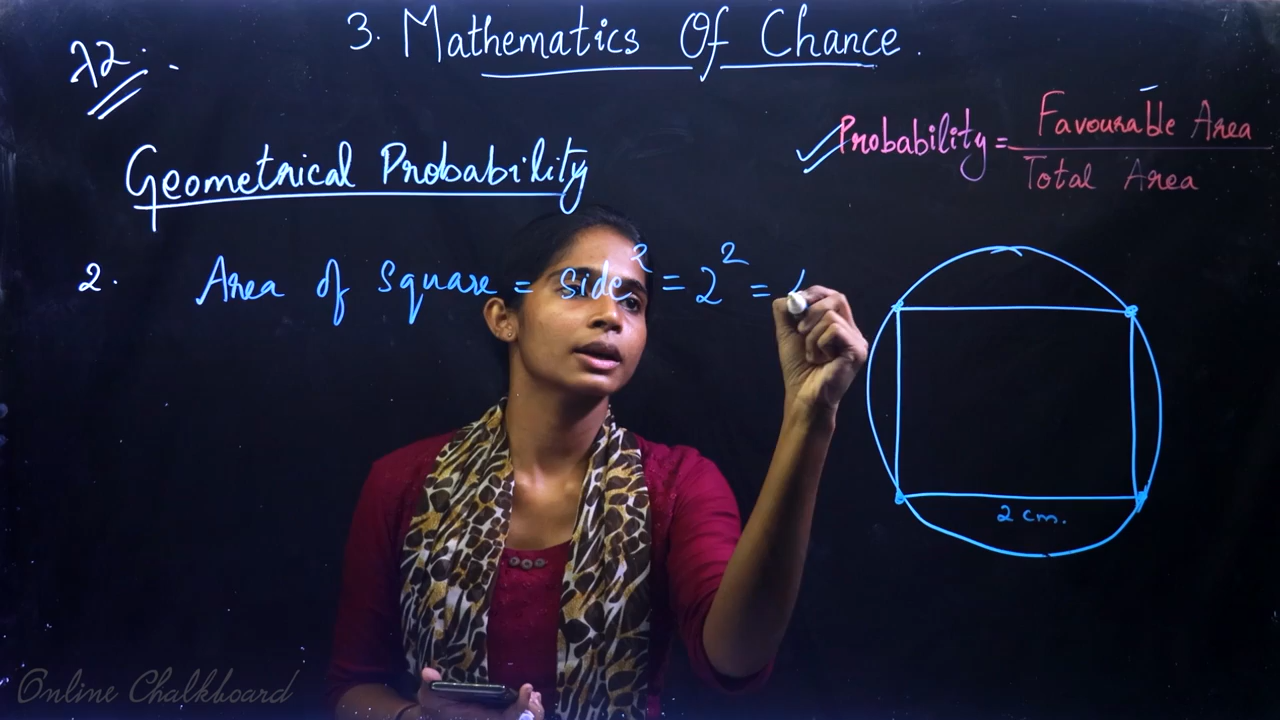 3. Mathematics Of Chance.
72.
Probability = Favourable Area / Total Area
Geometrical Probability
2. Area of square = side² = 2² =
2 cm.
Online Chalkboard